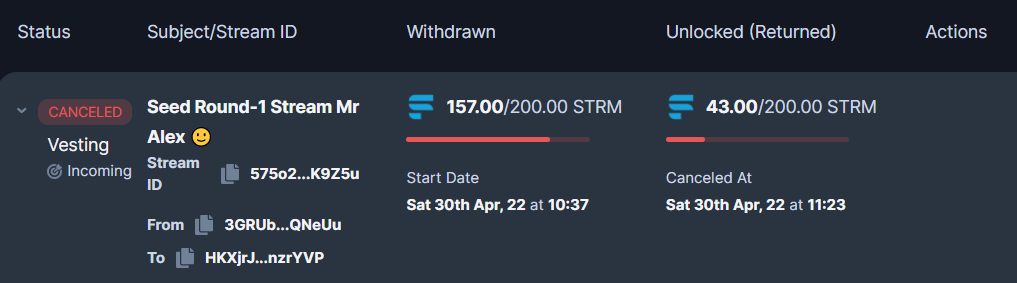 Status Subject/Stream ID Withdrawn Unlocked (Returned) Actions
CANCELED
Vesting
Incoming
Seed Round-1 Stream Mr
Alex 🙂
Stream
ID 575o2...K9Z5u
From 3GRUb...QNeUu
To HKXjrJ...nzrYVP
157.00/200.00 STRM
Start Date
Sat 30th Apr, 22 at 10:37
43.00/200.00 STRM
Canceled At
Sat 30th Apr, 22 at 11:23